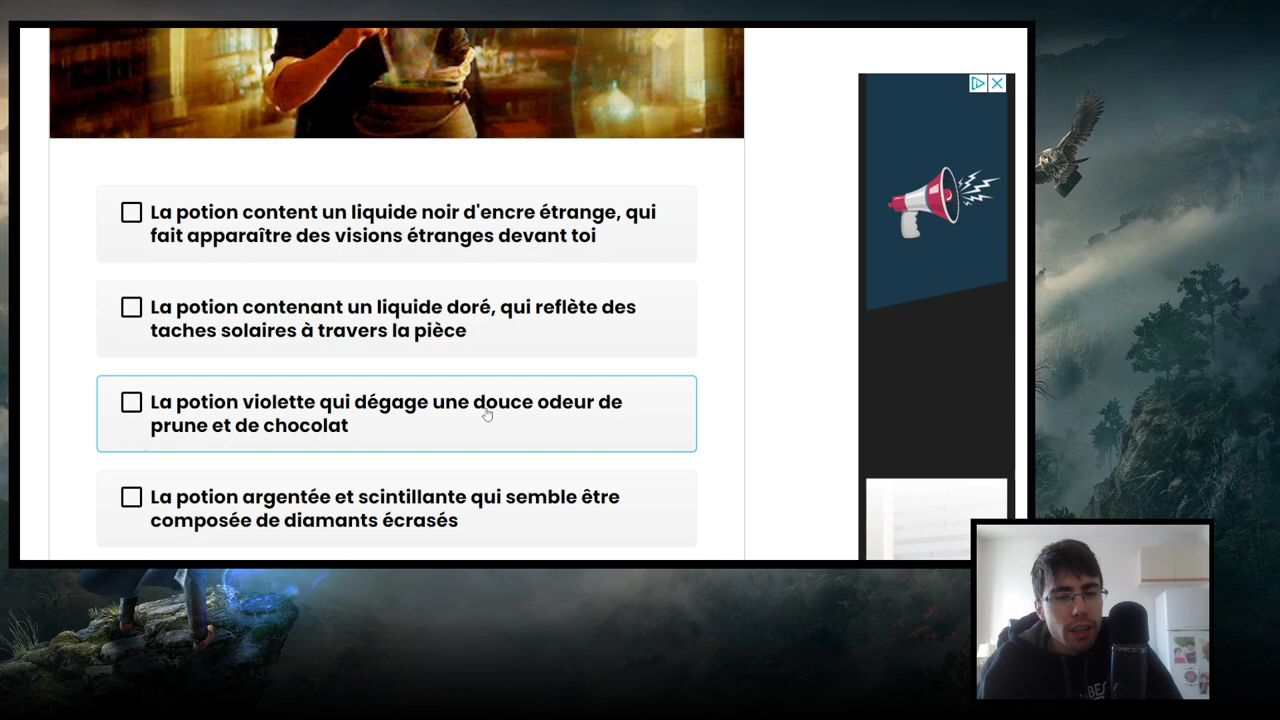 La potion content un liquide noir d'encre étrange, qui
fait apparaître des visions étranges devant toi
La potion contenant un liquide doré, qui reflète des
taches solaires à travers la pièce
La potion violette qui dégage une douce odeur de
prune et de chocolat
La potion argentée et scintillante qui semble être
composée de diamants écrasés